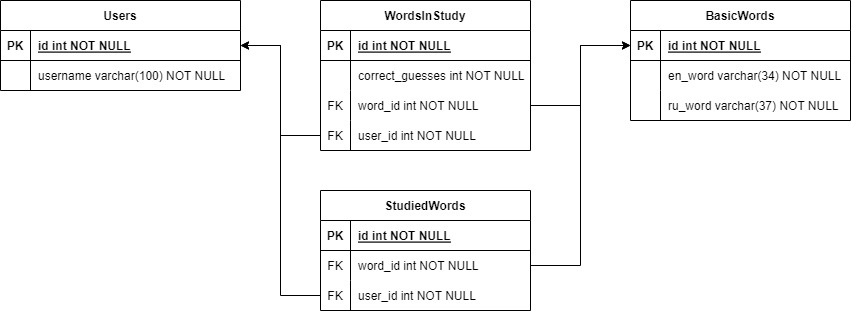 Users
PK id int NOT NULL
username varchar(100) NOT NULL
WordsInStudy
PK id int NOT NULL
correct_guesses int NOT NULL
FK word_id int NOT NULL
FK user_id int NOT NULL
BasicWords
PK id int NOT NULL
en_word varchar(34) NOT NULL
ru_word varchar(37) NOT NULL
StudiedWords
PK id int NOT NULL
FK word_id int NOT NULL
FK user_id int NOT NULL